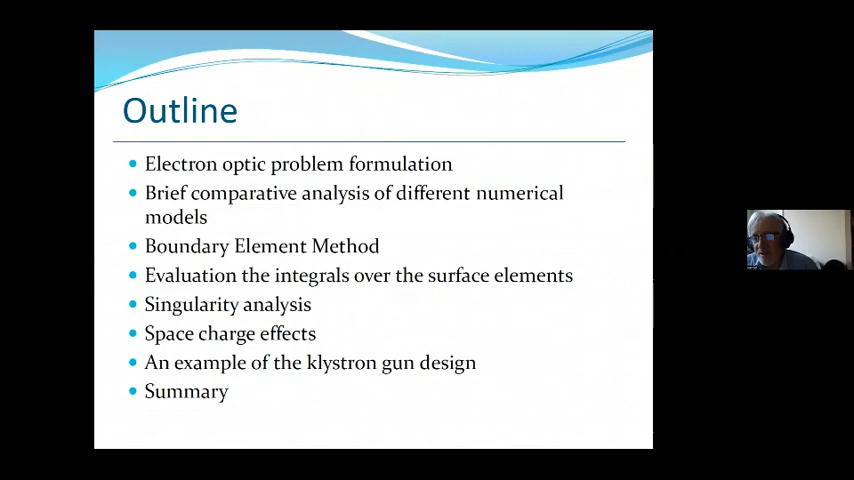 Outline
Electron optic problem formulation
Brief comparative analysis of different numerical
models
Boundary Element Method
Evaluation the integrals over the surface elements
Singularity analysis
Space charge effects
An example of the klystron gun design
Summary